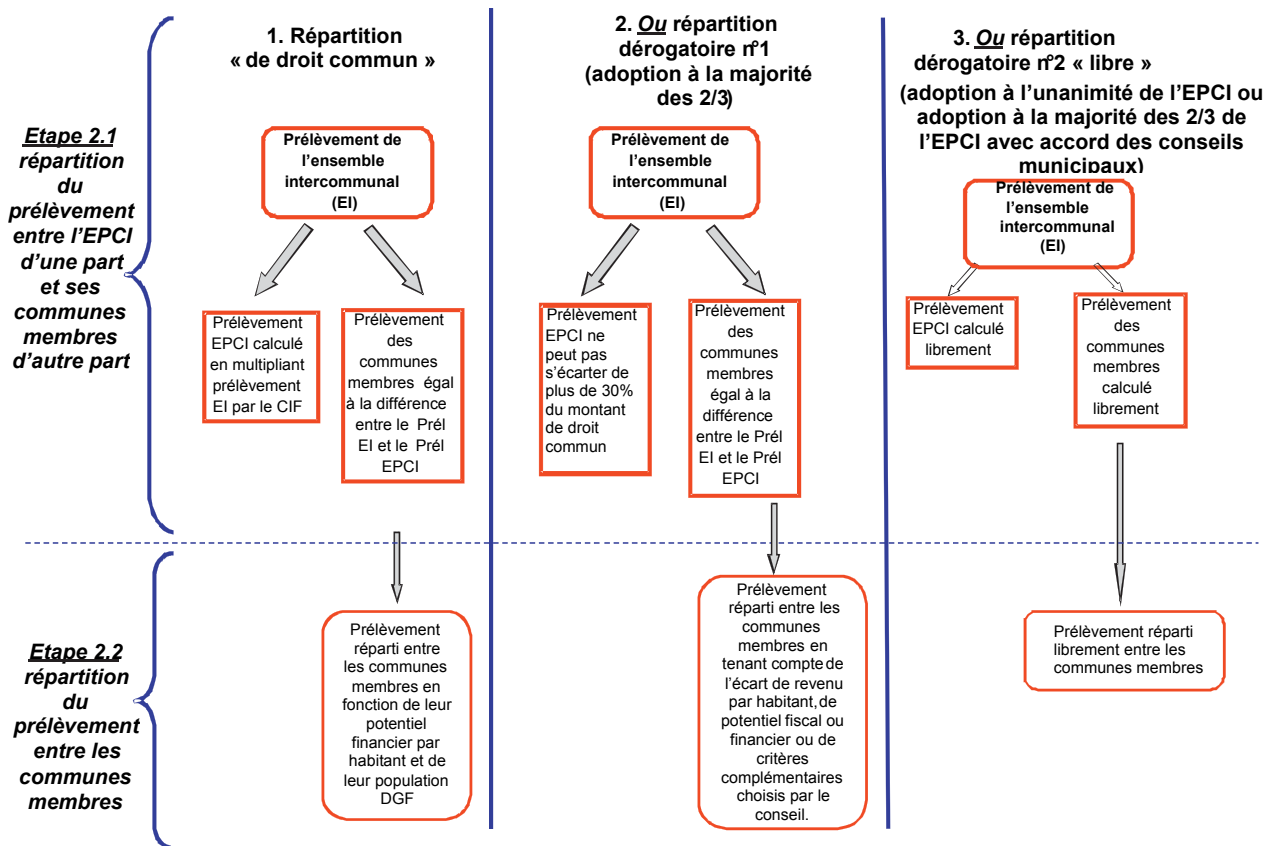 1. Répartition
« de droit commun »
2. Ou répartition
dérogatoire n°1
(adoption à la majorité
des 2/3)
3. Ou répartition
dérogatoire n°2 « libre »
(adoption à l’unanimité de l’EPCI ou
adoption à la majorité des 2/3 de
l’EPCI avec accord des conseils
municipaux)
Etape 2.1
répartition
du
prélèvement
entre l’EPCI
d’une part
et ses
communes
membres
d’autre part
Prélèvement de
l’ensemble
intercommunal
(EI)
Prélèvement
EPCI calculé
en multipliant
prélèvement
EI par le CIF
Prélèvement
des
communes
membres égal
à la différence
entre le Prél
EI et le Prél
EPCI
Prélèvement de
l’ensemble
intercommunal
(EI)
Prélèvement
EPCI ne
peut pas
s’écarter de
plus de 30%
du montant
de droit
commun
Prélèvement
des
communes
membres
égal à la
différence
entre le Prél
EI et le Prél
EPCI
Prélèvement de
l’ensemble
intercommunal
(EI)
Prélèvement
EPCI calculé
librement
Prélèvement
des
communes
membres
calculé
librement
Etape 2.2
répartition
du
prélèvement
entre les
communes
membres
Prélèvement
réparti entre
les communes
membres en
fonction de leur
potentiel
financier par
habitant et de
leur population
DGF
Prélèvement
réparti entre les
communes
membres en
tenant compte de
l’écart de revenu
par habitant, de
potentiel fiscal ou
financier ou de
critères
complémentaires
choisis par le
conseil.
Prélèvement réparti
librement entre les
communes membres